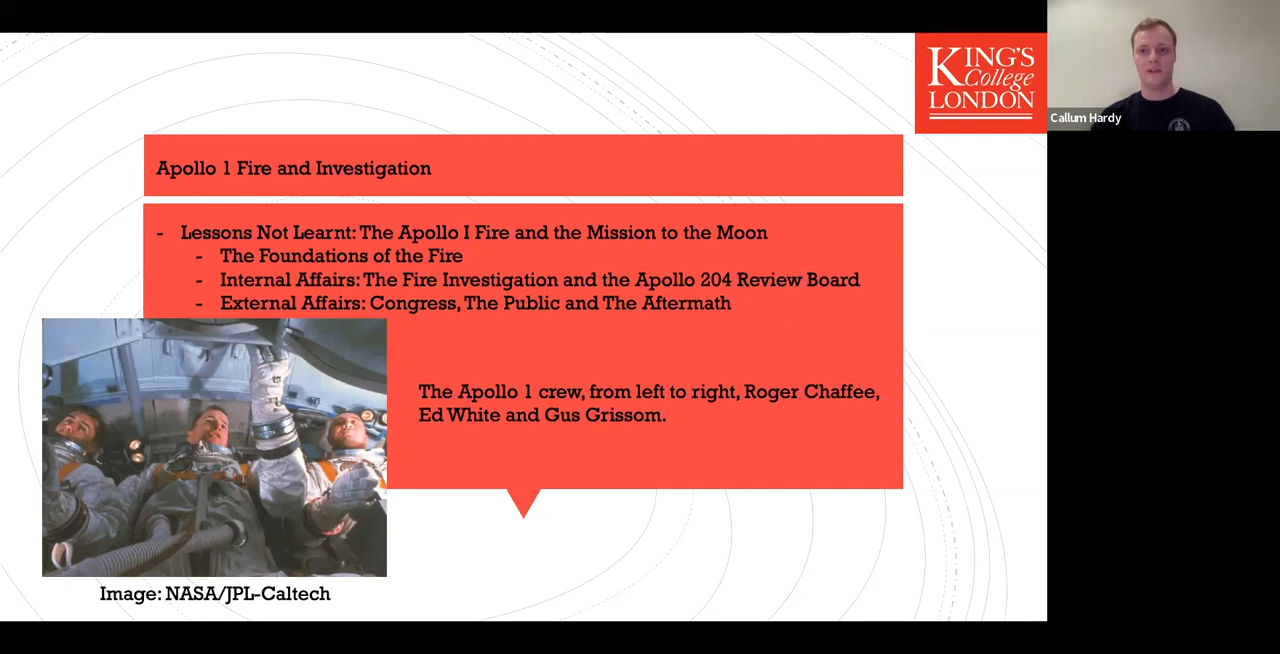 KING'S
College
LONDON
Callum Hardy
Apollo 1 Fire and Investigation
- Lessons Not Learnt: The Apollo I Fire and the Mission to the Moon
- The Foundations of the Fire
- Internal Affairs: The Fire Investigation and the Apollo 204 Review Board
- External Affairs: Congress, The Public and The Aftermath
The Apollo 1 crew, from left to right, Roger Chaffee,
Ed White and Gus Grissom.
Image: NASA/JPL-Caltech